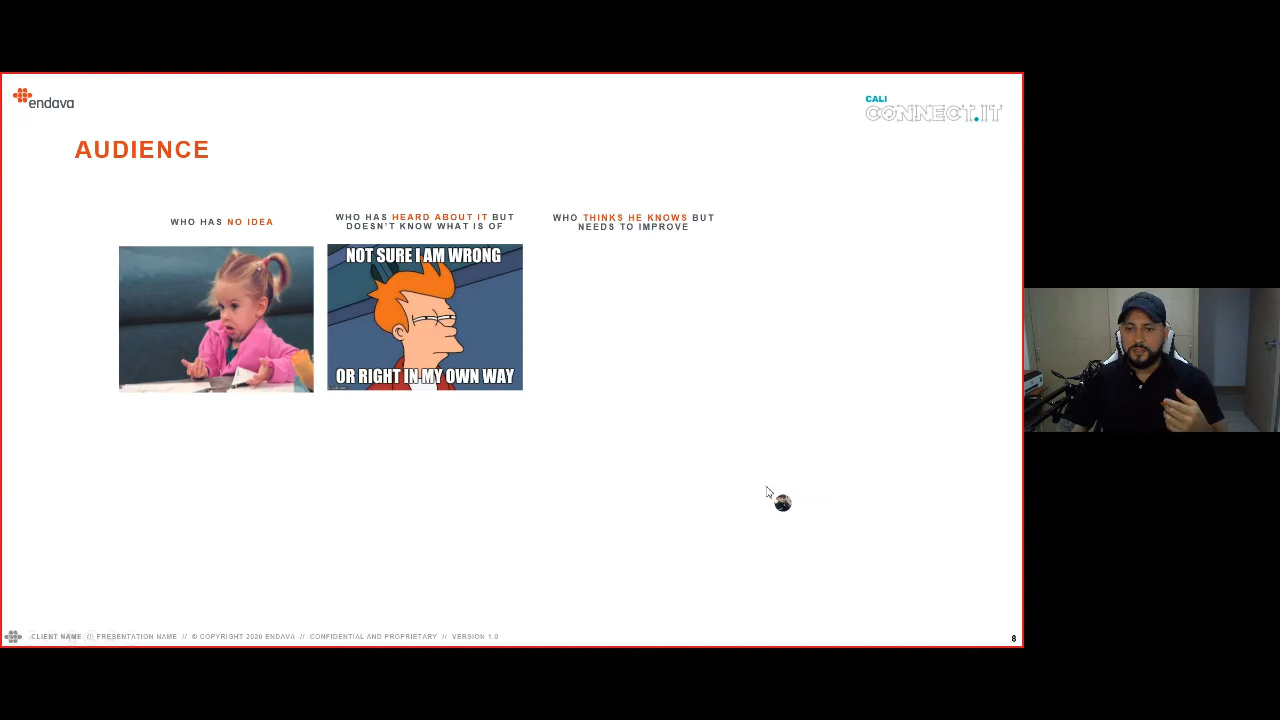 endava
CALI
CONNECT.IT
AUDIENCE
WHO HAS NO IDEA
WHO HAS HEARD ABOUT IT BUT
DOESN'T KNOW WHAT IS OF
WHO THINKS HE KNOWS BUT
NEEDS TO IMPROVE
NOT SURE I AM WRONG
OR RIGHT IN MY OWN WAY
CLIENT NAME // PRESENTATION NAME // © COPYRIGHT 2020 ENDAVA // CONFIDENTIAL AND PROPRIETARY // VERSION 1.0
8